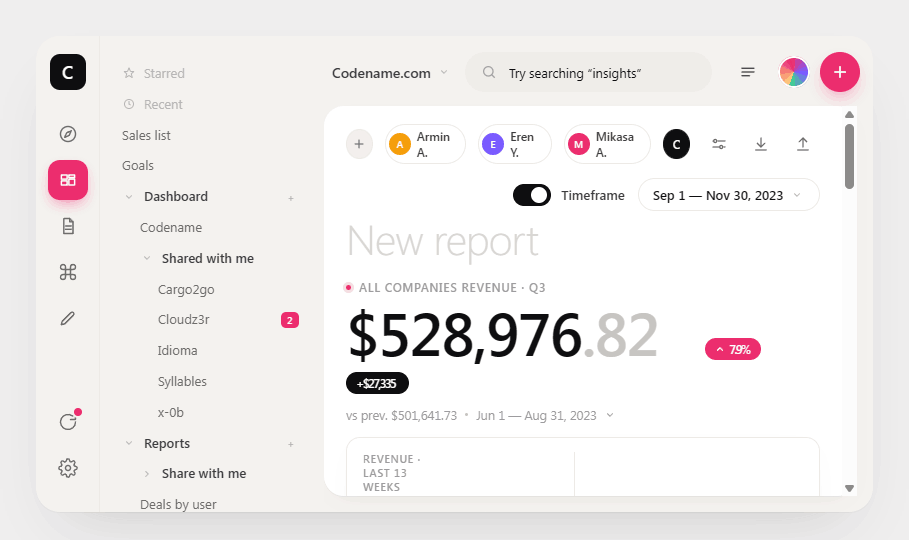 C
Starred
Recent
Sales list
Goals
Dashboard +
Codename
Shared with me
Cargo2go
Cloudz3r 2
Idioma
Syllables
x-0b
Reports +
Share with me
Deals by user
Codename.com
Try searching “insights”
+
+
A Armin A.
E Eren Y.
M Mikasa A.
C
Timeframe
Sep 1 — Nov 30, 2023
New report
ALL COMPANIES REVENUE · Q3
$528,976.82
7.9%
+$27,335
vs prev. $501,641.73 • Jun 1 — Aug 31, 2023
REVENUE ·
LAST 13
WEEKS